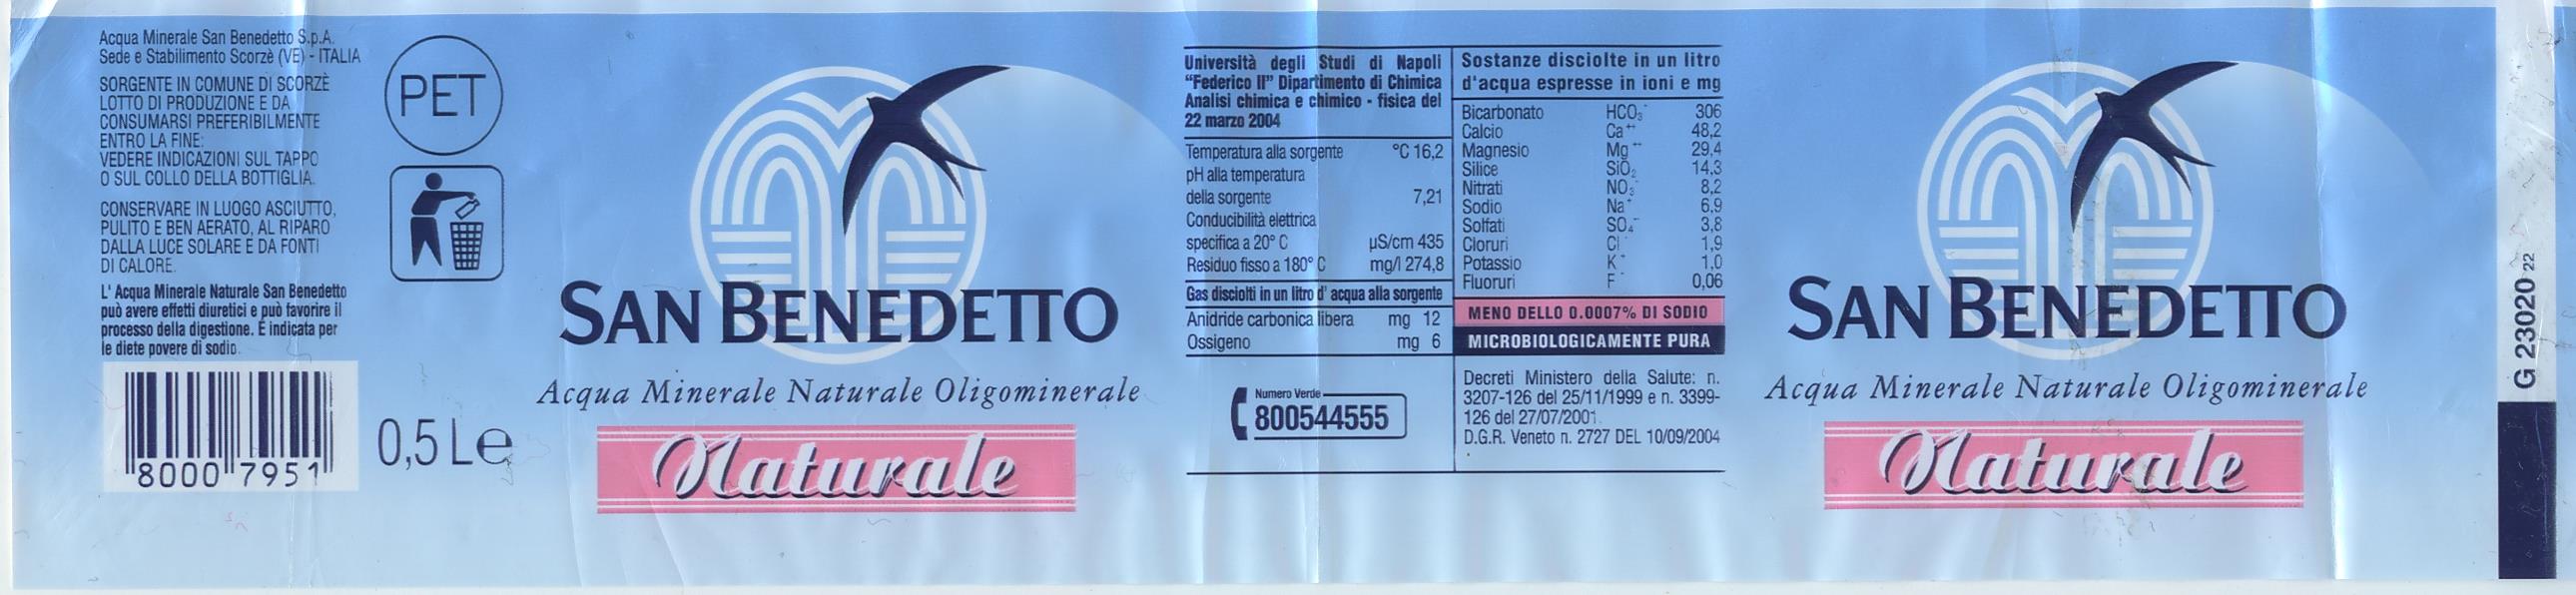 Acqua Minerale San Benedetto S.p.A.
Sede e Stabilimento Scorzè (VE) - ITALIA
SORGENTE IN COMUNE DI SCORZÈ
LOTTO DI PRODUZIONE E DA
CONSUMARSI PREFERIBILMENTE
ENTRO LA FINE:
VEDERE INDICAZIONI SUL TAPPO
O SUL COLLO DELLA BOTTIGLIA.
CONSERVARE IN LUOGO ASCIUTTO,
PULITO E BEN AERATO, AL RIPARO
DALLA LUCE SOLARE E DA FONTI
DI CALORE.
L' Acqua Minerale Naturale San Benedetto
può avere effetti diuretici e può favorire il
processo della digestione. È indicata per
le diete povere di sodio.
8000 7951
PET
0,5 L e
SAN BENEDETTO
Acqua Minerale Naturale Oligominerale
Naturale
Università degli Studi di Napoli
"Federico II" Dipartimento di Chimica
Analisi chimica e chimico - fisica del
22 marzo 2004
Temperatura alla sorgente °C 16,2
pH alla temperatura
della sorgente 7,21
Conducibilità elettrica
specifica a 20° C µS/cm 435
Residuo fisso a 180° C mg/l 274,8
Gas disciolti in un litro d' acqua alla sorgente
Anidride carbonica libera mg 12
Ossigeno mg 6
Numero Verde
800544555
Sostanze disciolte in un litro
d'acqua espresse in ioni e mg
Bicarbonato HCO₃⁻ 306
Calcio Ca⁺⁺ 48,2
Magnesio Mg⁺⁺ 29,4
Silice SiO₂ 14,3
Nitrati NO₃⁻ 8,2
Sodio Na⁺ 6,9
Solfati SO₄⁻ 3,8
Cloruri Cl⁻ 1,9
Potassio K⁺ 1,0
Fluoruri F⁻ 0,06
MENO DELLO 0.0007% DI SODIO
MICROBIOLOGICAMENTE PURA
Decreti Ministero della Salute: n.
3207-126 del 25/11/1999 e n. 3399-
126 del 27/07/2001.
D.G.R. Veneto n. 2727 DEL 10/09/2004
SAN BENEDETTO
Acqua Minerale Naturale Oligominerale
Naturale
G 23020 22